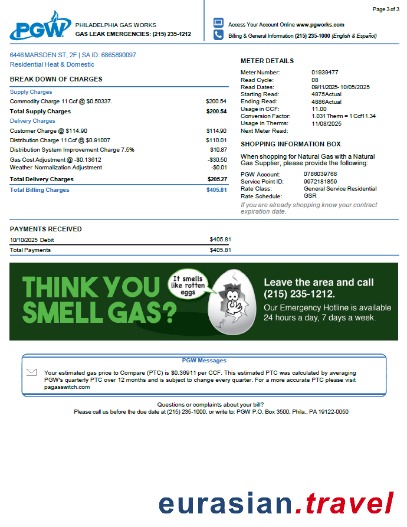 Page 3 of 3
PGW
PHILADELPHIA GAS WORKS
GAS LEAK EMERGENCIES: (215) 235-1212
Access Your Account Online www.pgworks.com
Billing & General Information (215) 235-1000 (English & Español)
6446 MARSDEN ST, 2F | SA ID: 6865890097
Residential Heat & Domestic
BREAK DOWN OF CHARGES
Supply Charges
Commodity Charge 11 Ccf @ $0.50337 $200.54
Total Supply Charges $200.54
Delivery Charges
Customer Charge @ $114.90 $114.90
Distribution Charge 11 Ccf @ $0.91007 $110.01
Distribution System Improvement Charge 7.5% $10.87
Gas Cost Adjustment @ -$0.13612 -$30.50
Weather Normalization Adjustment -$0.01
Total Delivery Charges $205.27
Total Billing Charges $405.81
METER DETAILS
Meter Number: 01938477
Read Cycle: 08
Read Dates: 09/11/2025- 10/05/2025
Starting Read: 4875 Actual
Ending Read: 4886 Actual
Usage in CCF: 11.00
Conversion Factor: 1.031 Therm = 1 Ccf 11.34
Usage in Therms: 11/08/2025
Next Meter Read:
SHOPPING INFORMATION BOX
When shopping for Natural Gas with a Natural
Gas Supplier, please provide the following:
PGW Account: 0786039768
Service Point ID: 9972181859
Rate Class: General Service Residential
Rate Schedule: GSR
If you are already shopping know your contract
expiration date.
PAYMENTS RECEIVED
10/10/2025 Debit $405.81
Total Payments $405.81
THINK YOU
SMELL GAS?
It smells
like rotten
eggs
Leave the area and call
(215) 235-1212.
Our Emergency Hotline is available
24 hours a day, 7 days a week.
PGW Messages
Your estimated gas price to Compare (PTC) is $0.39911 per CCF. This estimated PTC was calculated by averaging
PGW's quarterly PTC over 12 months and is subject to change every quarter. For a more accurate PTC please visit
pagasswitch.com
Questions or complaints about your bill?
Please call us before the due date at (215) 235-1000. or write to: PGW P.O. Box 3500, Phila., PA 19122-0050
eurasian.travel